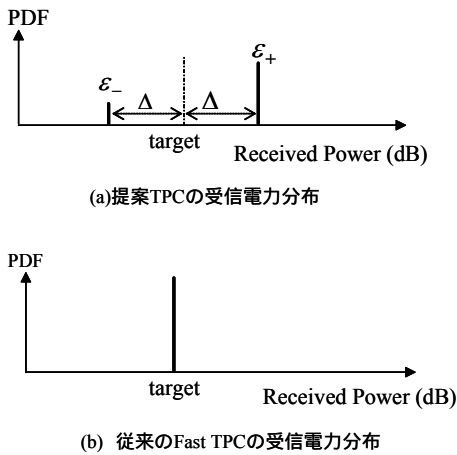 PDF
ε₊
ε₋
Δ
Δ
target
Received Power (dB)
(a)提案TPCの受信電力分布
PDF
target
Received Power (dB)
(b) 従来のFast TPCの受信電力分布